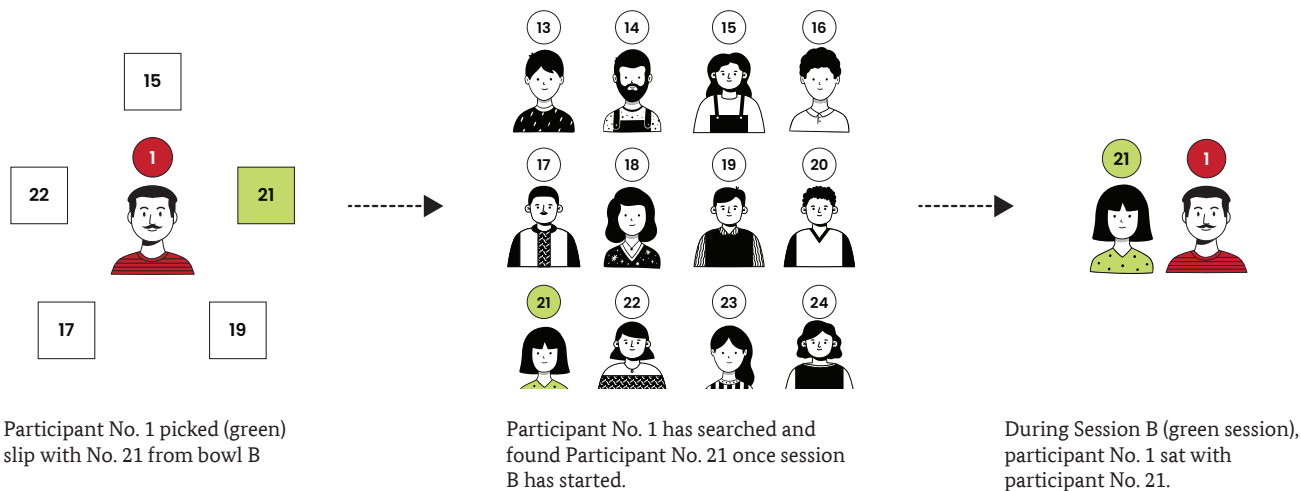 15
1
22
21
17
19
13
14
15
16
17
18
19
20
21
22
23
24
21
1
Participant No. 1 picked (green)
slip with No. 21 from bowl B
Participant No. 1 has searched and
found Participant No. 21 once session
B has started.
During Session B (green session),
participant No. 1 sat with
participant No. 21.